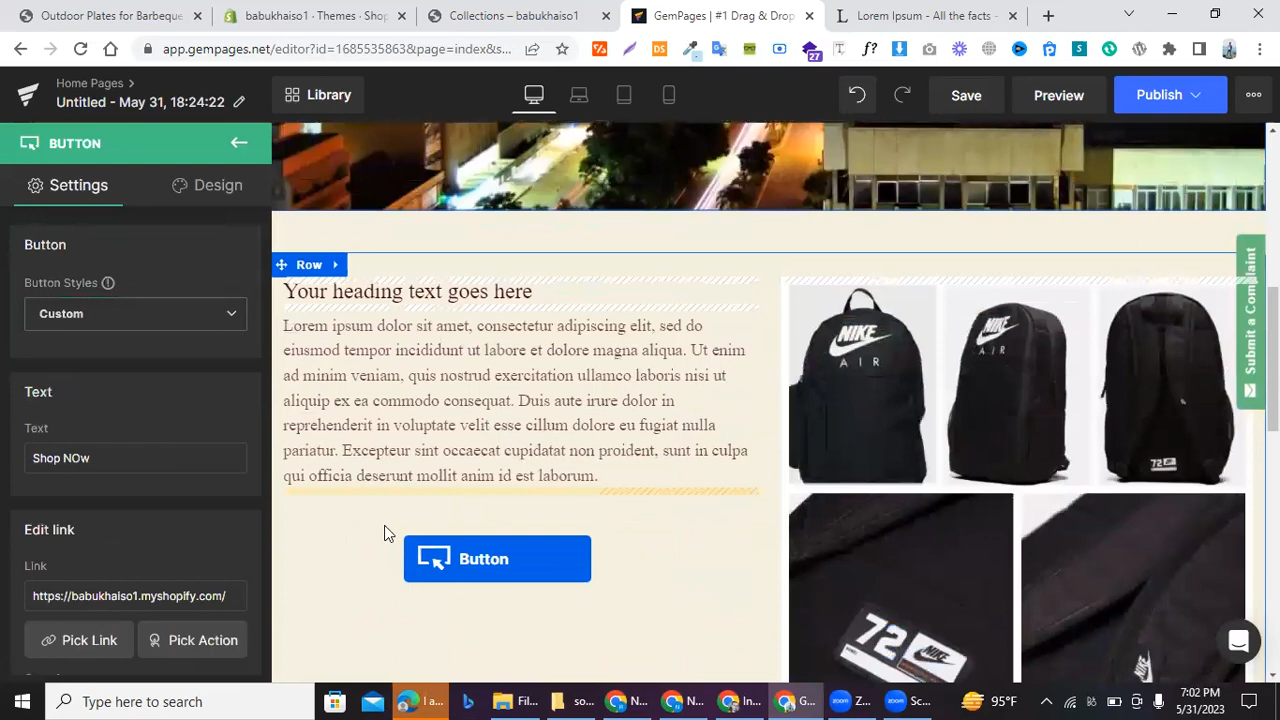 Outdoor Plates for Barbeque
babukhaiso1 · Themes · Shop
Collections – babukhaiso1
GemPages | #1 Drag & Drop
Lorem Ipsum - All the facts -
app.gempages.net/editor?id=1685535863&page=index&s...
27
Home Pages
Untitled - May 31, 18:24:22
Library
Save
Preview
Publish
BUTTON
Settings
Design
Button
Button Styles
Custom
Text
Text
Shop NOw
Edit link
Link
https://babukhaiso1.myshopify.com/
Pick Link
Pick Action
Row
Your heading text goes here
Lorem ipsum dolor sit amet, consectetur adipiscing elit, sed do
eiusmod tempor incididunt ut labore et dolore magna aliqua. Ut enim
ad minim veniam, quis nostrud exercitation ullamco laboris nisi ut
aliquip ex ea commodo consequat. Duis aute irure dolor in
reprehenderit in voluptate velit esse cillum dolore eu fugiat nulla
pariatur. Excepteur sint occaecat cupidatat non proident, sunt in culpa
qui officia deserunt mollit anim id est laborum.
Button
NIKE
AIR
NIKE
AIR
72
72
NIKE
Submit a Complaint
Type here to search
I a...
Fil...
so...
N...
N...
In...
G...
Z...
Sc...
95°F
7:02 PM
5/31/2023